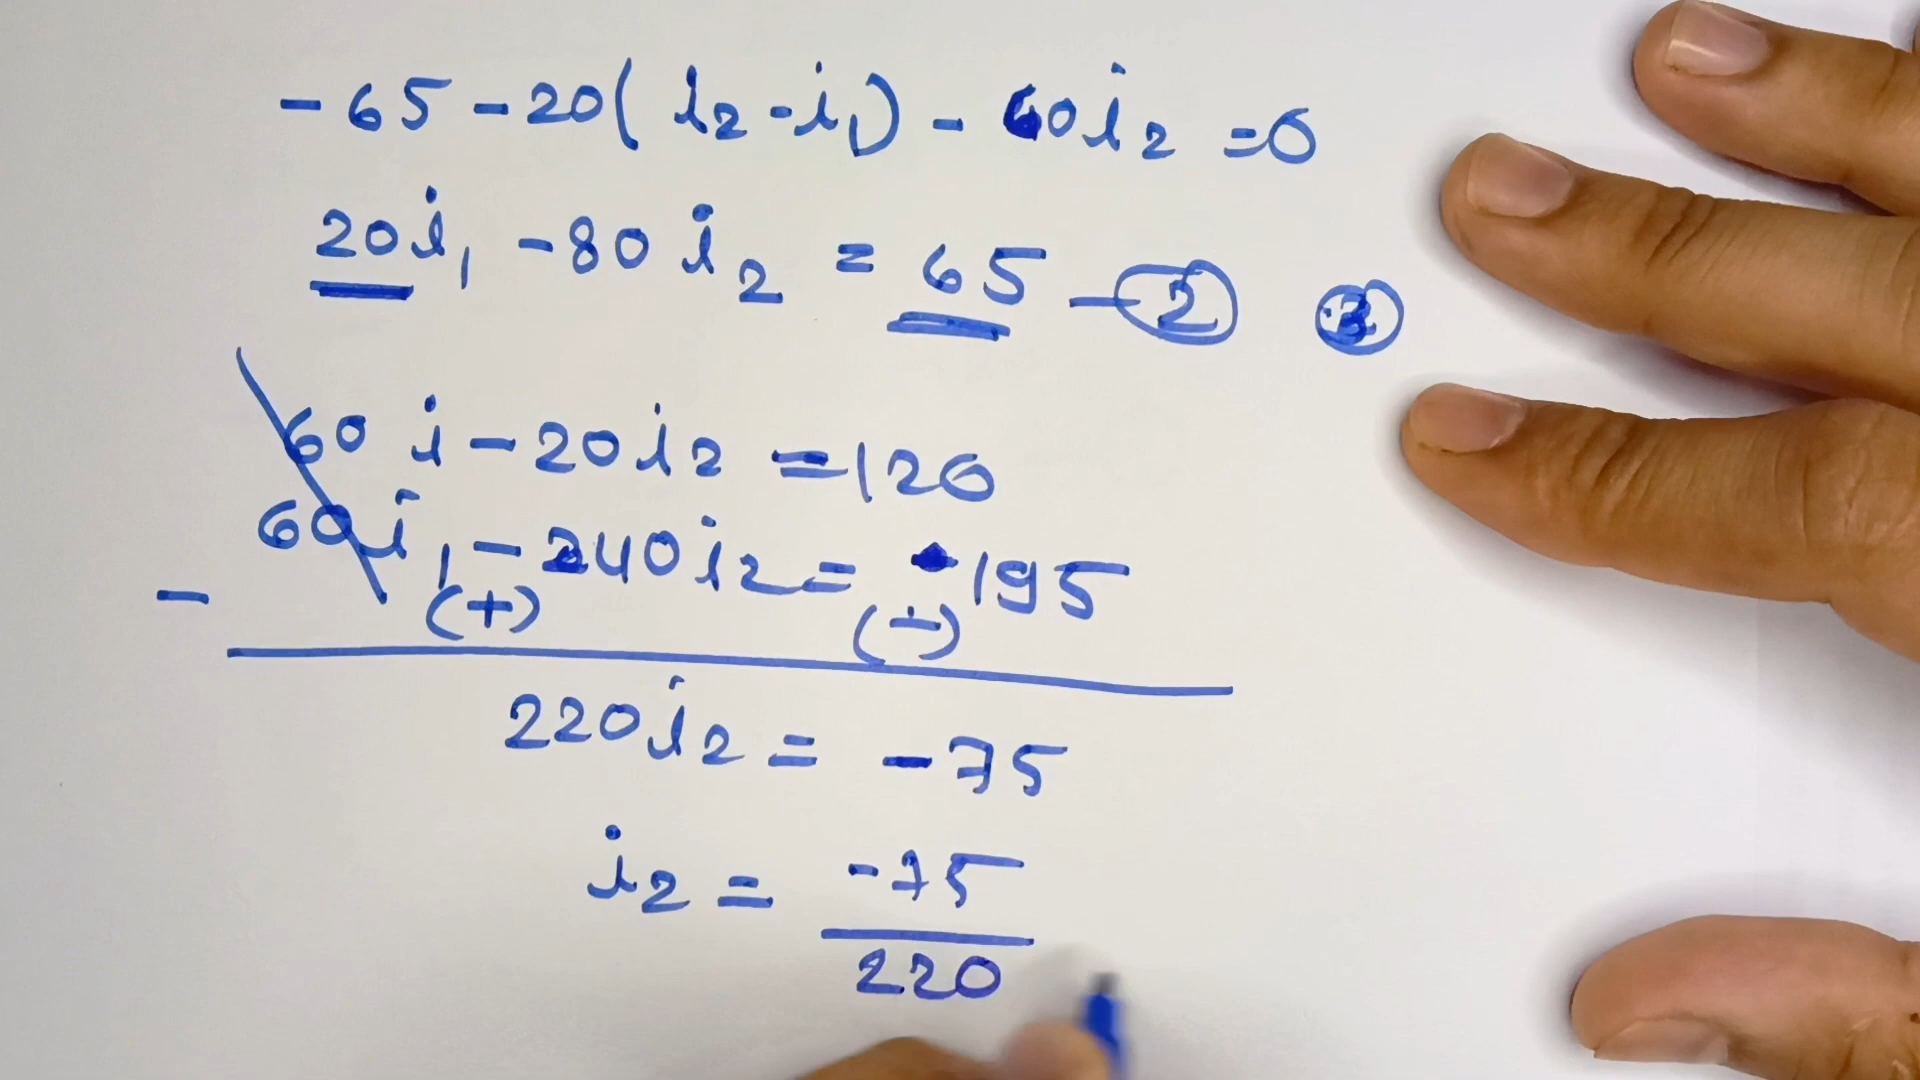 -65-20(i2-i1)-60i2=0
20i1-80i2=65-2 3
60i-20i2=120
60i1-240i2=195
- (+) (-)
220i2=-75
i2=-75
220